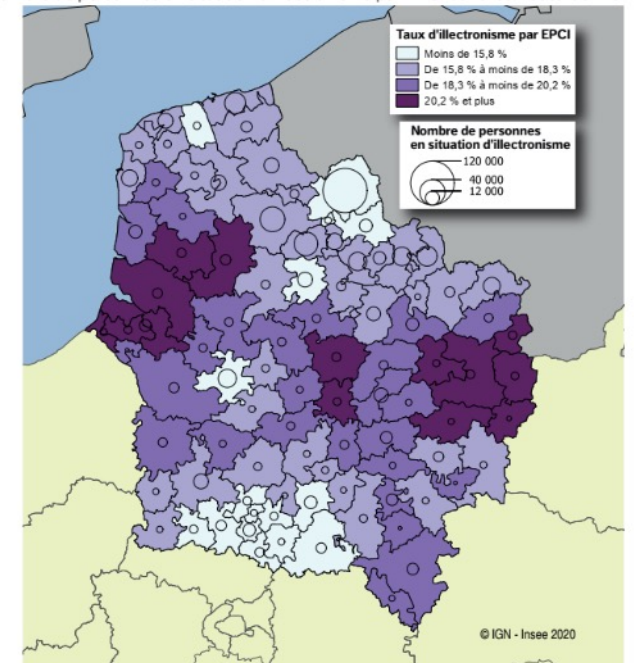 Taux d'illectronisme par EPCI
Moins de 15,8 %
De 15,8 % à moins de 18,3 %
De 18,3 % à moins de 20,2 %
20,2 % et plus
Nombre de personnes
en situation d'illectronisme
120 000
40 000
12 000
© IGN - Insee 2020